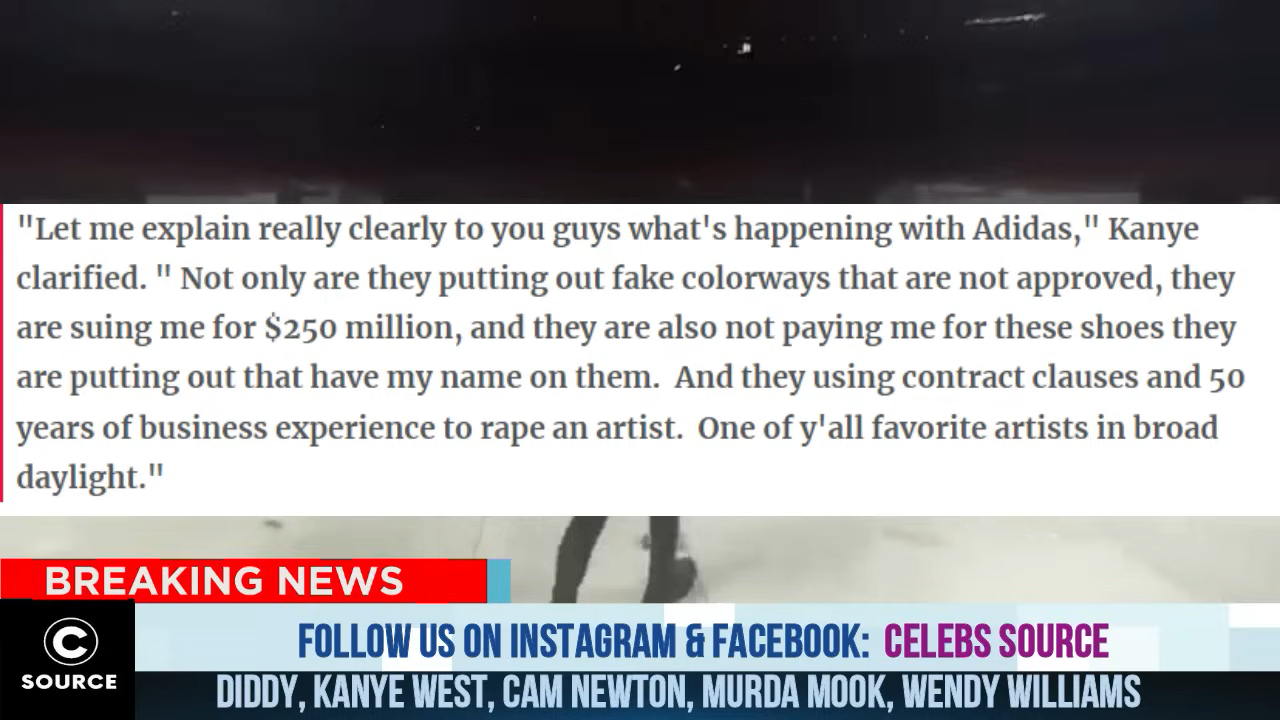 "Let me explain really clearly to you guys what's happening with Adidas," Kanye
clarified. " Not only are they putting out fake colorways that are not approved, they
are suing me for $250 million, and they are also not paying me for these shoes they
are putting out that have my name on them.  And they using contract clauses and 50
years of business experience to rape an artist.  One of y'all favorite artists in broad
daylight."
BREAKING NEWS
C
SOURCE
FOLLOW US ON INSTAGRAM & FACEBOOK: CELEBS SOURCE
DIDDY, KANYE WEST, CAM NEWTON, MURDA MOOK, WENDY WILLIAMS